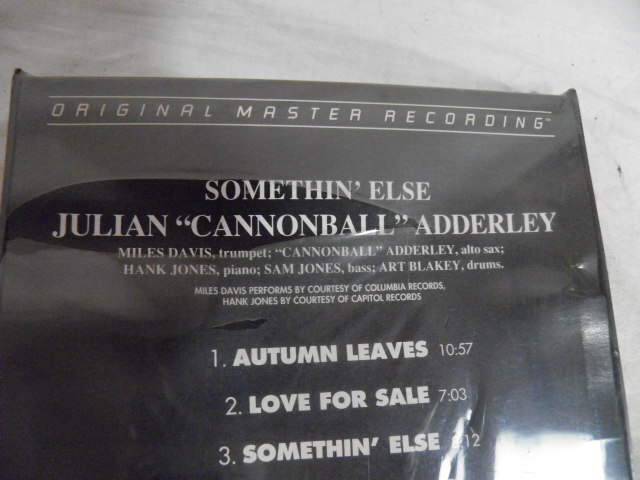 ORIGINAL MASTER RECORDING™
SOMETHIN' ELSE
JULIAN "CANNONBALL" ADDERLEY
MILES DAVIS, trumpet; "CANNONBALL" ADDERLEY, alto sax;
HANK JONES, piano; SAM JONES, bass; ART BLAKEY, drums.
MILES DAVIS PERFORMS BY COURTESY OF COLUMBIA RECORDS,
HANK JONES BY COURTESY OF CAPITOL RECORDS
1. AUTUMN LEAVES 10:57
2. LOVE FOR SALE 7:03
3. SOMETHIN' ELSE